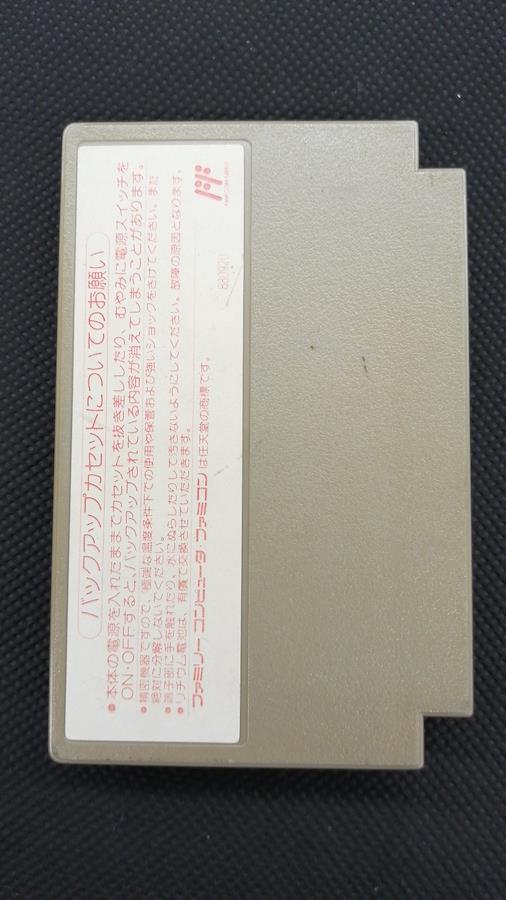 バックアップカセットについてのお願い
●本体の電源を入れたままでカセットを抜き差ししたり、むやみに電源スイッチを
ON・OFFすると、バックアップされている内容が消えてしまうことがあります。
●精密機器ですので、極端な温度条件下での使用や保管および強いショックをさけてください。また
絶対に分解しないでください。
●端子部に手を触れたり、水にぬらしたりして汚さないようにしてください。故障の原因となります。
●リチウム電池は、有償で交換させていただきます。
ファミリー コンピュータ・ファミコンは任天堂の商標です。